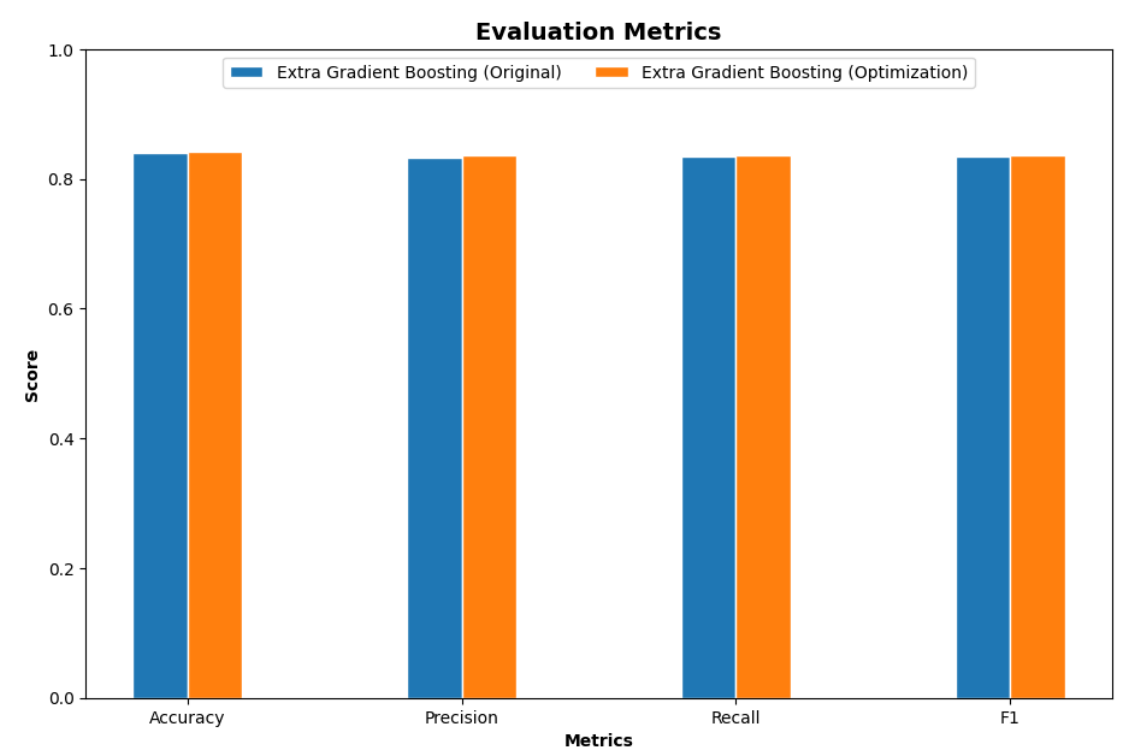 Evaluation Metrics
Extra Gradient Boosting (Original) Extra Gradient Boosting (Optimization)
1.0
0.8
0.6
0.4
0.2
0.0
Score
Accuracy Precision Recall F1
Metrics